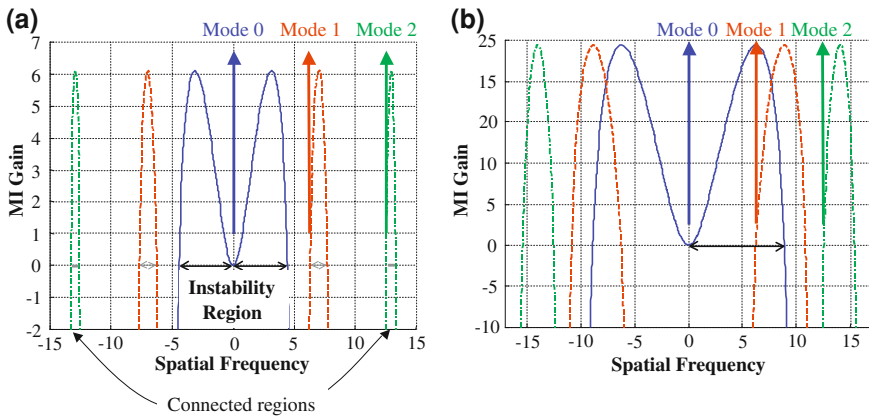 (a)
Mode 0 Mode 1 Mode 2
7
6
5
4
3
2
1
0
-1
-2
MI Gain
Instability
Region
-15 -10 -5 0 5 10 15
Spatial Frequency
Connected regions
(b)
Mode 0 Mode 1 Mode 2
25
15
20
10
5
0
-5
-10
MI Gain
-15 -10 -5 0 5 10 15
Spatial Frequency